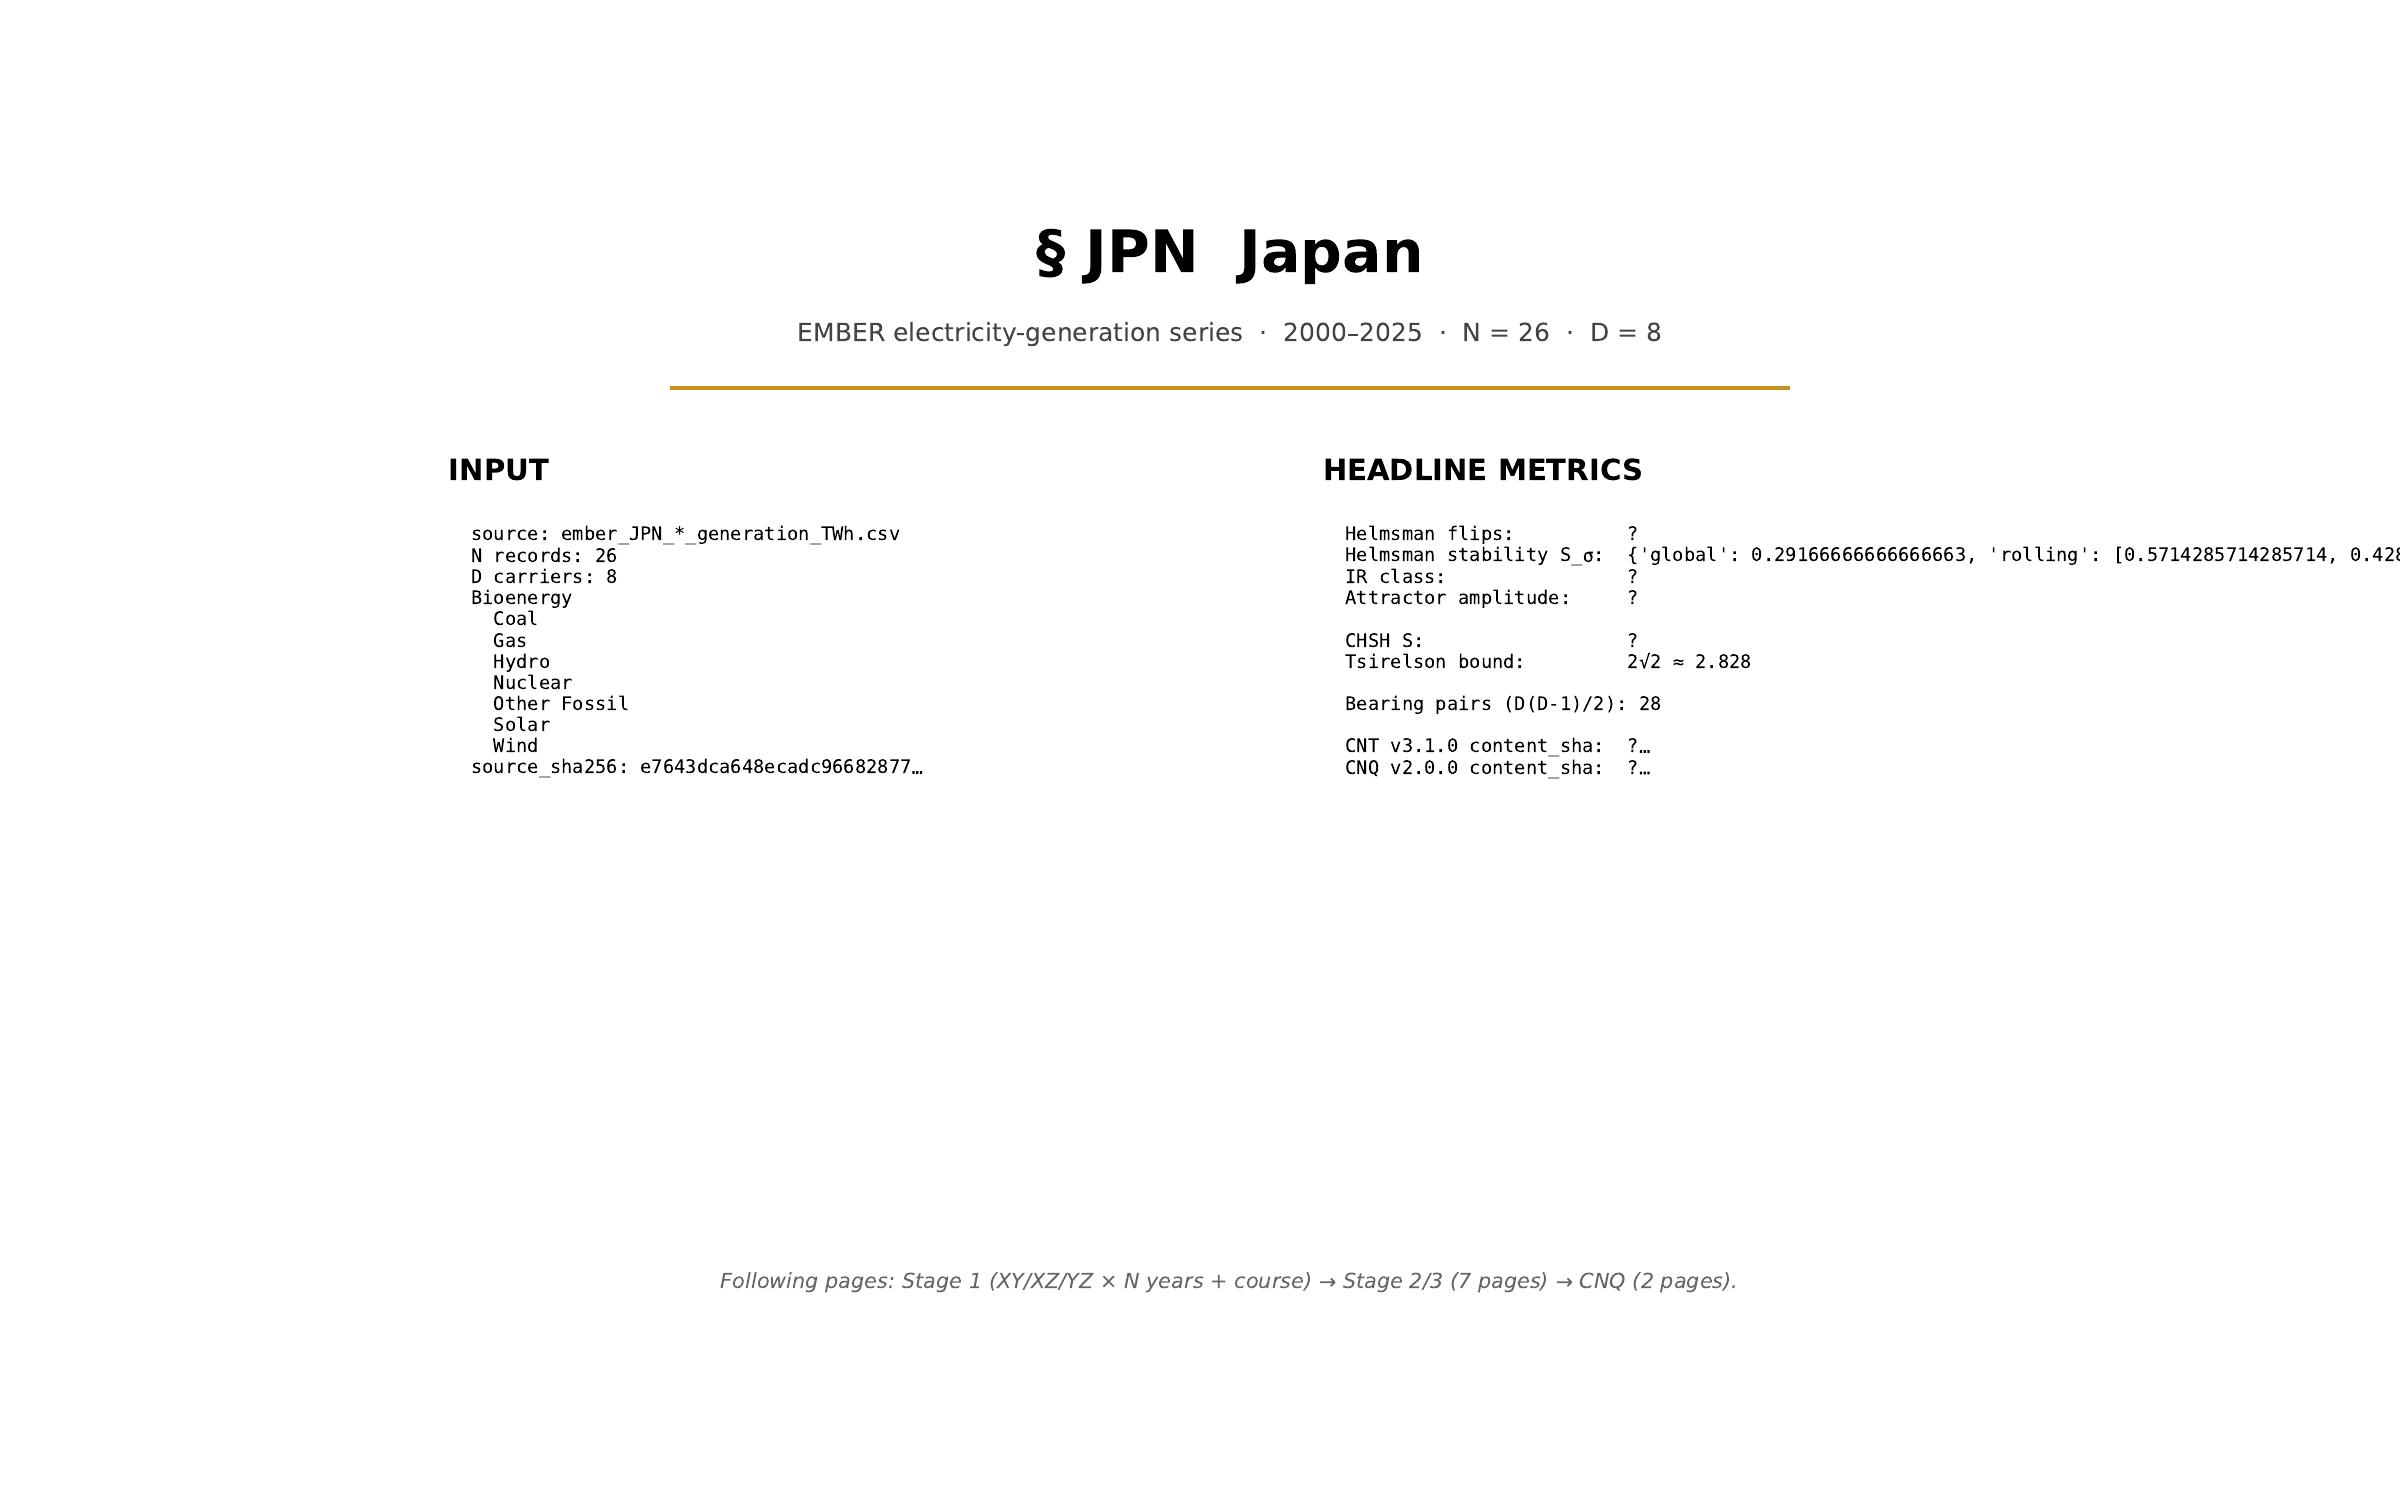 § JPN  Japan
EMBER electricity-generation series · 2000–2025 · N = 26 · D = 8
INPUT
source: ember_JPN_*_generation_TWh.csv
N records: 26
D carriers: 8
Bioenergy
Coal
Gas
Hydro
Nuclear
Other Fossil
Solar
Wind
source_sha256: e7643dca648ecadc96682877…
HEADLINE METRICS
Helmsman flips: ?
Helmsman stability S_σ: {'global': 0.29166666666666663, 'rolling': [0.5714285714285714, 0.428
IR class: ?
Attractor amplitude: ?
CHSH S: ?
Tsirelson bound: 2√2 ≈ 2.828
Bearing pairs (D(D-1)/2): 28
CNT v3.1.0 content_sha: ?…
CNQ v2.0.0 content_sha: ?…
Following pages: Stage 1 (XY/XZ/YZ × N years + course) → Stage 2/3 (7 pages) → CNQ (2 pages).